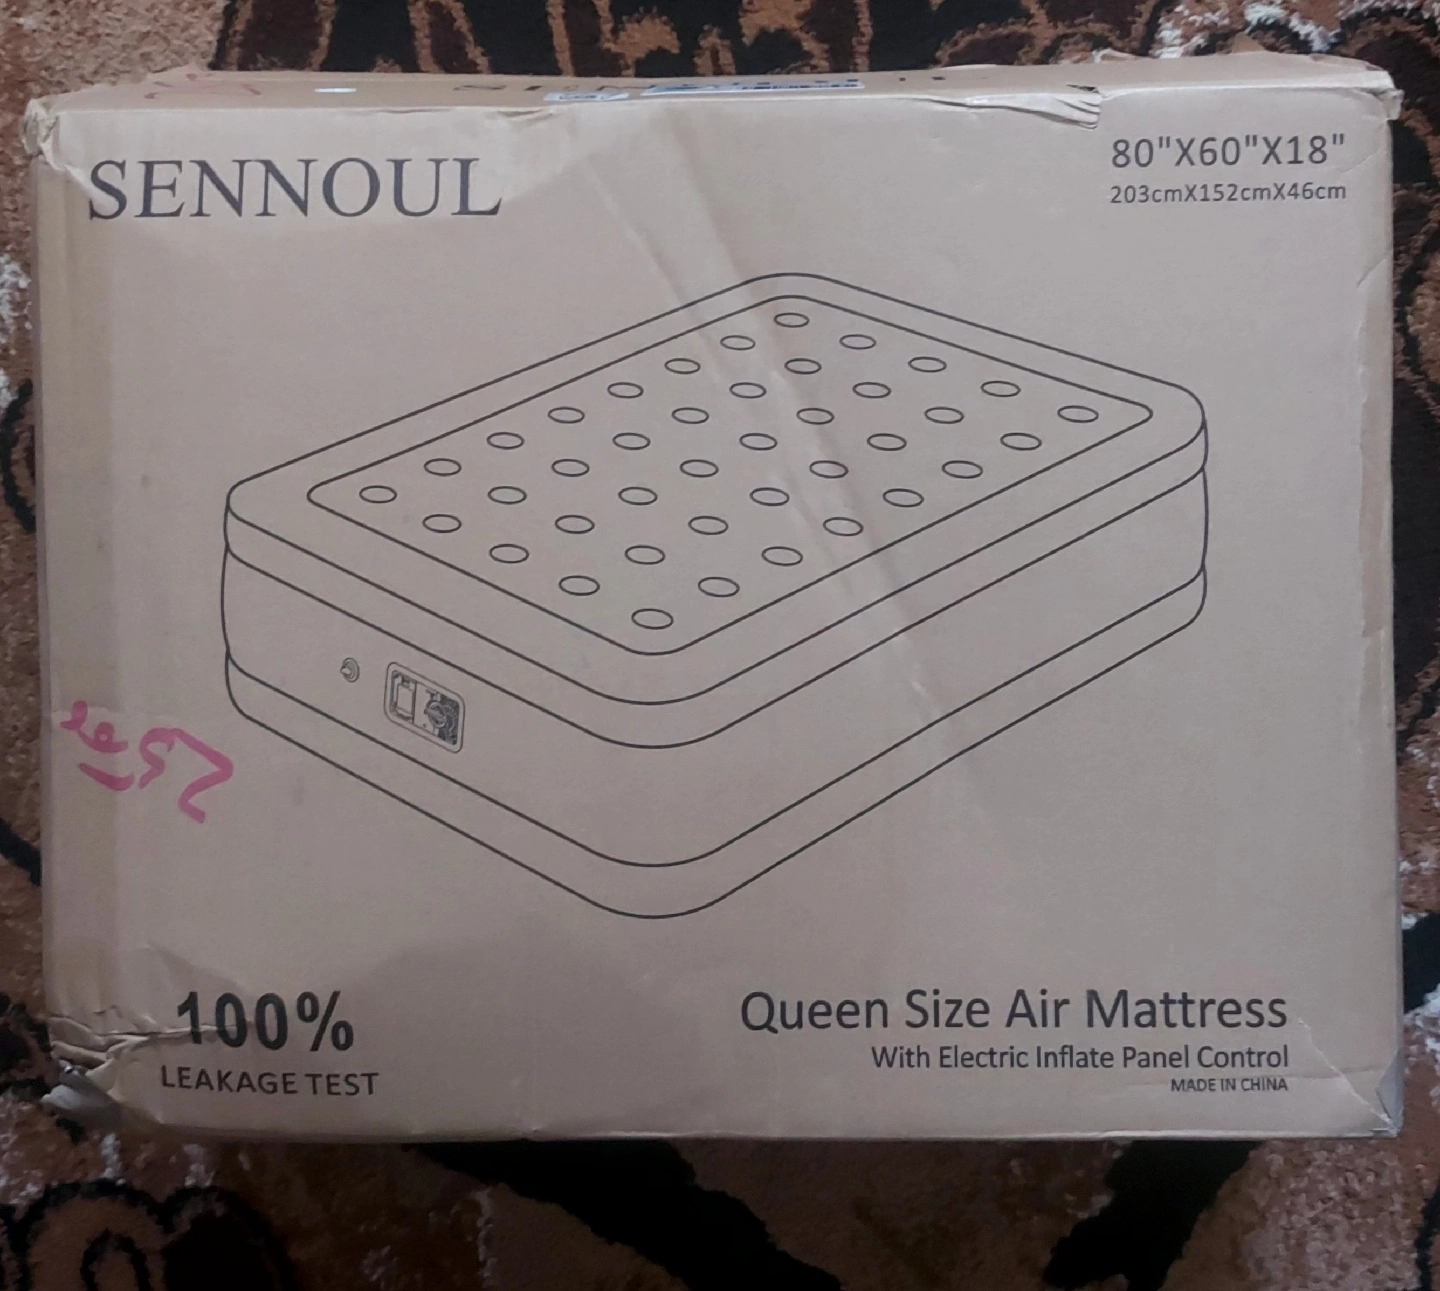 SENNOUL
80"X60"X18"
203cmX152cmX46cm
100%
LEAKAGE TEST
Queen Size Air Mattress
With Electric Inflate Panel Control
MADE IN CHINA